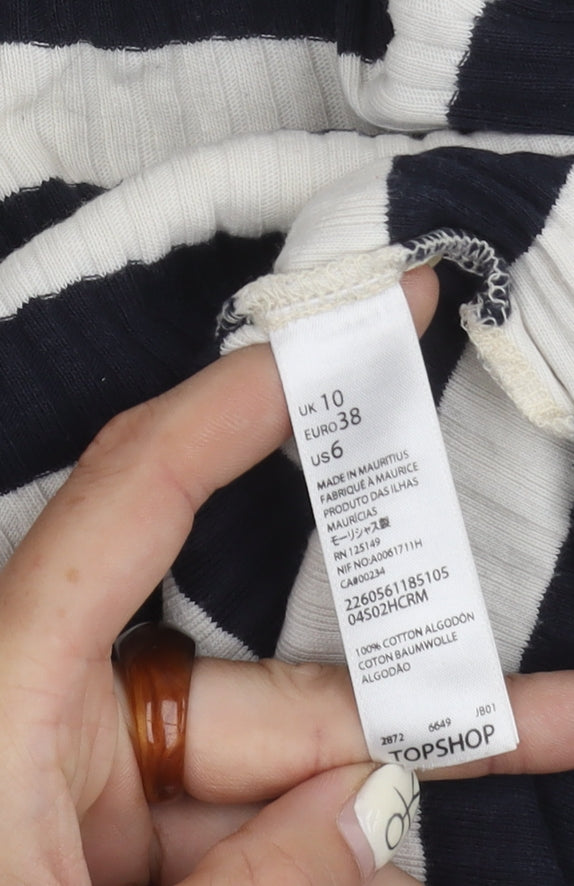 UK 10
EURO 38
US 6
MADE IN MAURITIUS
FABRIQUÉ À MAURICE
PRODUTO DAS ILHAS
MAURÍCIAS
モーリシャス製
RN 125149
NIF NO:A0061711H
CA#00234
2260561185105
04S02HCRM
100% COTTON ALGODÓN
COTON BAUMWOLLE
ALGODÃO
2872 6649 JB01
TOPSHOP